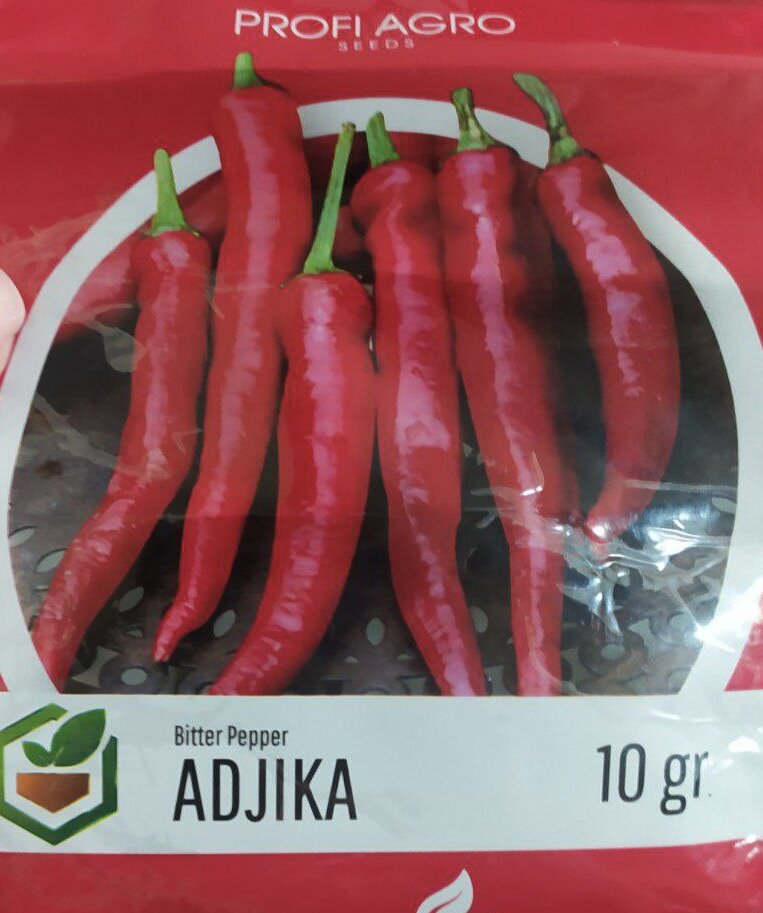 PROFI AGRO
SEEDS
Bitter Pepper
ADJIKA
10 gr.